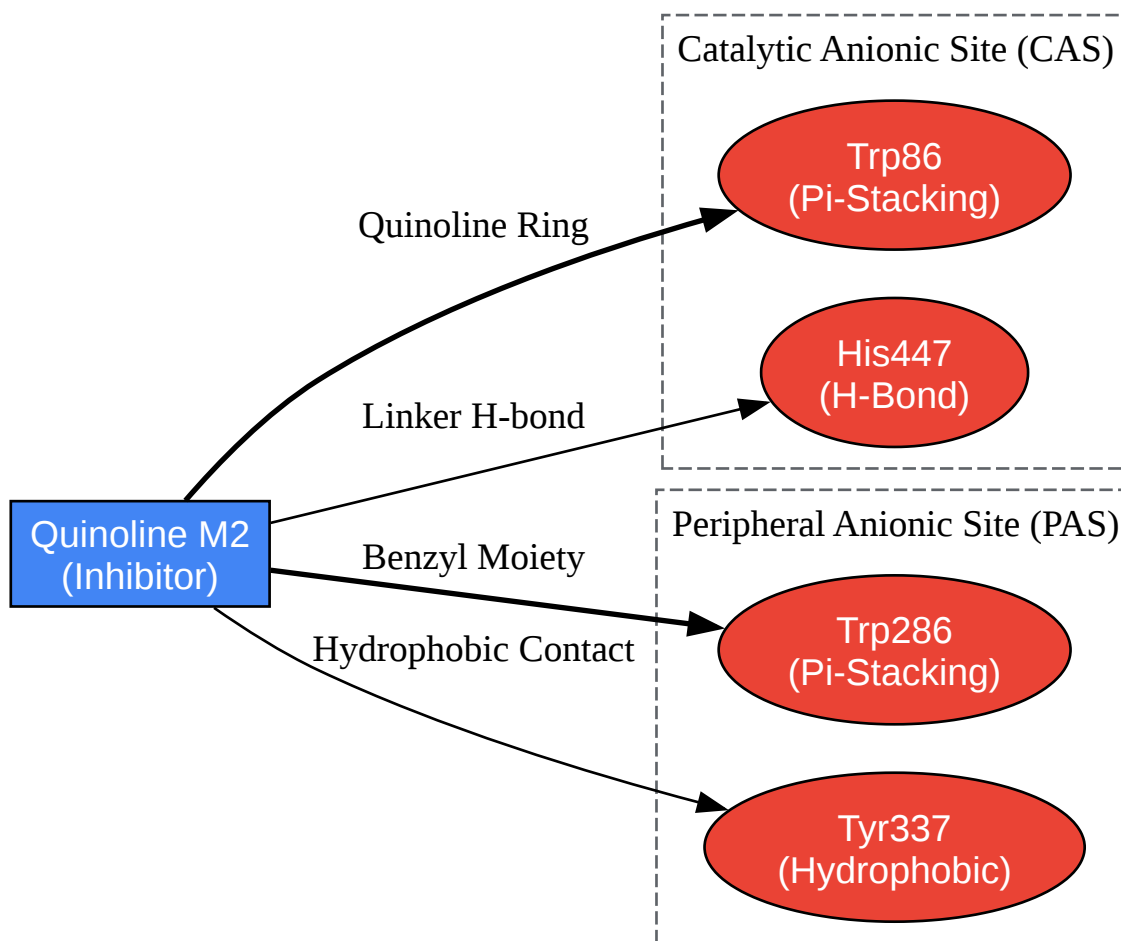 Catalytic Anionic Site (CAS)
Trp86
(Pi-Stacking)
Quinoline Ring
His447
(H-Bond)
Linker H-bond
Quinoline M2
(Inhibitor)
Peripheral Anionic Site (PAS)
Benzyl Moiety
Trp286
(Pi-Stacking)
Hydrophobic Contact
Tyr337
(Hydrophobic)